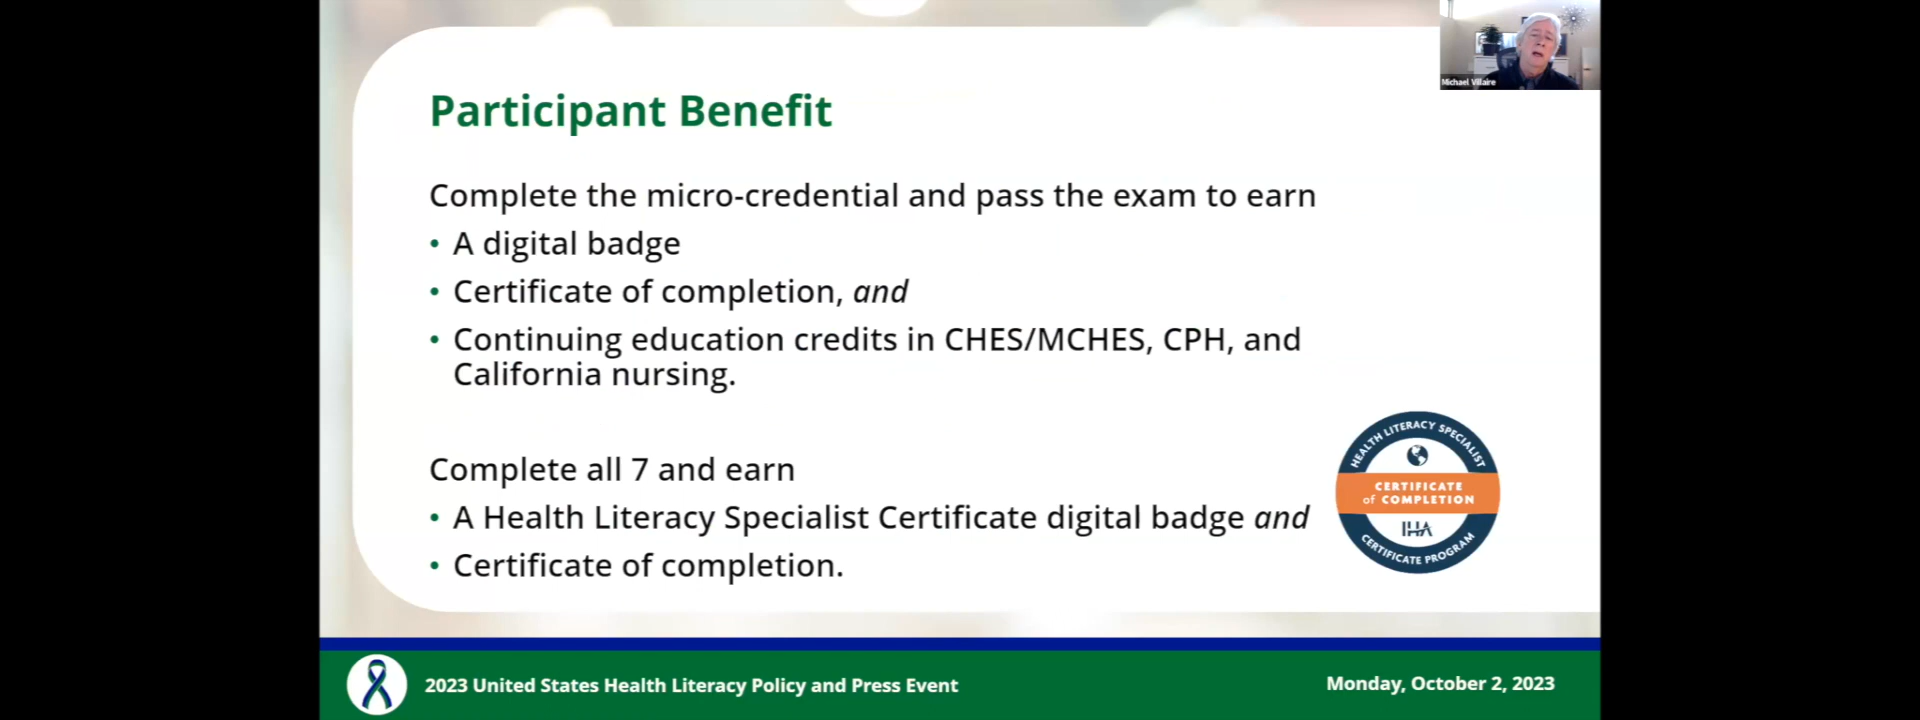 Michael Villaire
Participant Benefit
Complete the micro-credential and pass the exam to earn
• A digital badge
• Certificate of completion, and
• Continuing education credits in CHES/MCHES, CPH, and
California nursing.
Complete all 7 and earn
• A Health Literacy Specialist Certificate digital badge and
• Certificate of completion.
HEALTH LITERACY SPECIALIST
CERTIFICATE
of COMPLETION
IHA
CERTIFICATE PROGRAM
2023 United States Health Literacy Policy and Press Event
Monday, October 2, 2023